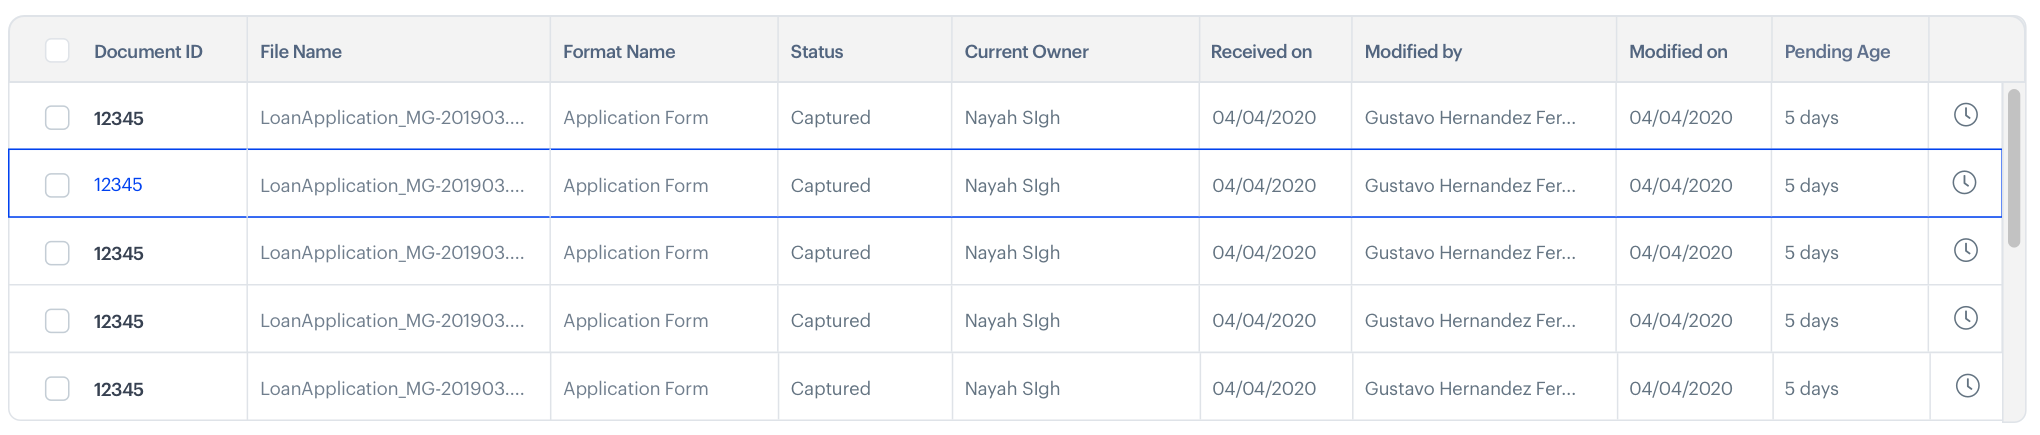 Document ID File Name Format Name Status Current Owner Received on Modified by Modified on Pending Age
12345 LoanApplication_MG-201903.... Application Form Captured Nayah SIgh 04/04/2020 Gustavo Hernandez Fer... 04/04/2020 5 days
12345 LoanApplication_MG-201903.... Application Form Captured Nayah SIgh 04/04/2020 Gustavo Hernandez Fer... 04/04/2020 5 days
12345 LoanApplication_MG-201903.... Application Form Captured Nayah SIgh 04/04/2020 Gustavo Hernandez Fer... 04/04/2020 5 days
12345 LoanApplication_MG-201903.... Application Form Captured Nayah SIgh 04/04/2020 Gustavo Hernandez Fer... 04/04/2020 5 days
12345 LoanApplication_MG-201903.... Application Form Captured Nayah SIgh 04/04/2020 Gustavo Hernandez Fer... 04/04/2020 5 days